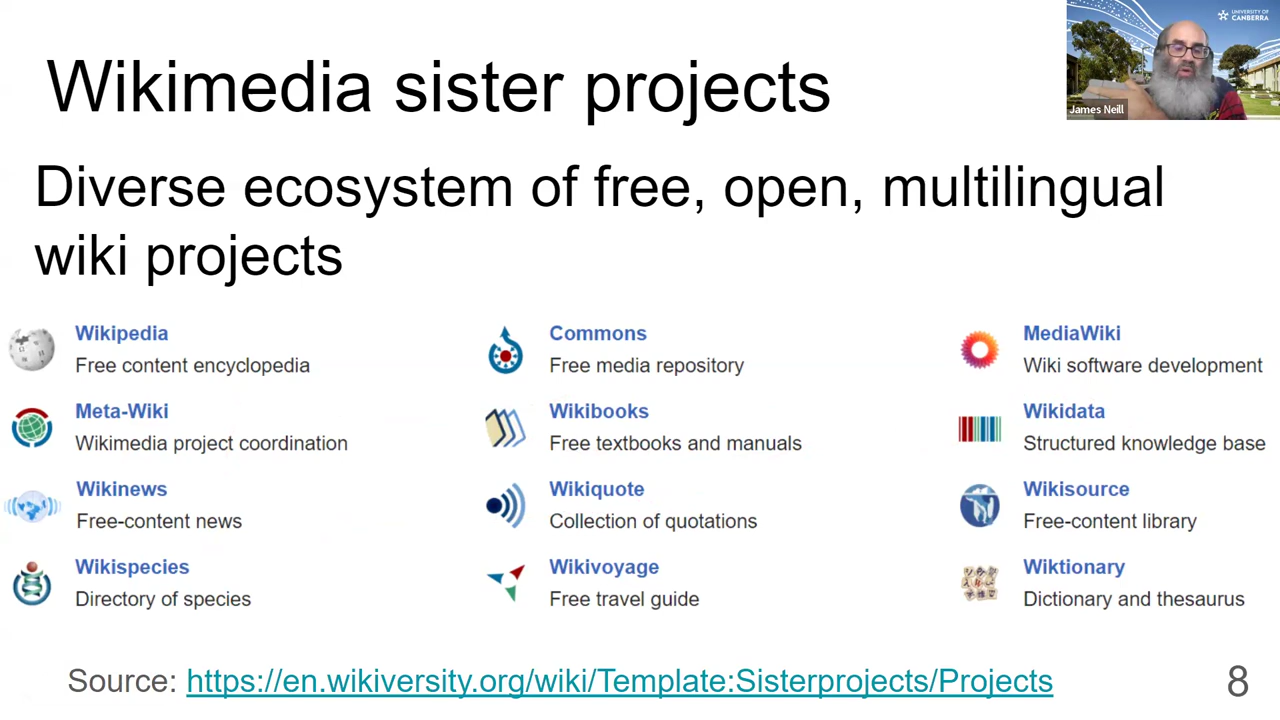 UNIVERSITY OF
CANBERRA
James Neill
Wikimedia sister projects
Diverse ecosystem of free, open, multilingual
wiki projects
Wikipedia
Free content encyclopedia
Commons
Free media repository
MediaWiki
Wiki software development
Meta-Wiki
Wikimedia project coordination
Wikibooks
Free textbooks and manuals
Wikidata
Structured knowledge base
Wikinews
Free-content news
Wikiquote
Collection of quotations
Wikisource
Free-content library
Wikispecies
Directory of species
Wikivoyage
Free travel guide
Wiktionary
Dictionary and thesaurus
Source: https://en.wikiversity.org/wiki/Template:Sisterprojects/Projects
8